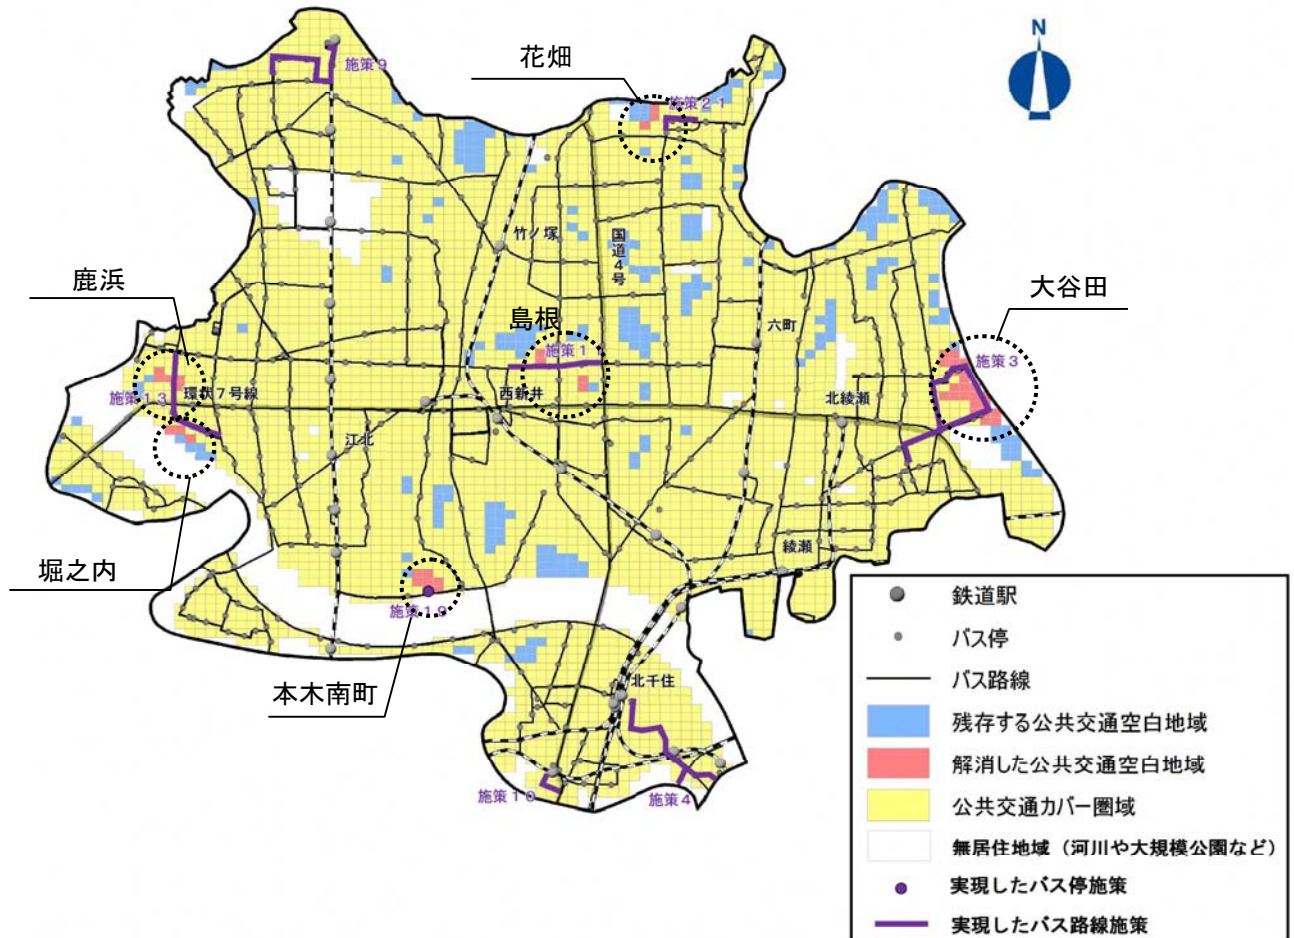 N
花畑
施策9
施策21
竹ノ塚
国道4号
鹿浜
大谷田
島根
六町
施策11
施策3
施策13
環状7号線
西新井
北綾瀬
江北
綾瀬
堀之内
施策19
本木南町
北千住
施策10
施策4
鉄道駅
バス停
バス路線
残存する公共交通空白地域
解消した公共交通空白地域
公共交通カバー圏域
無居住地域（河川や大規模公園など）
実現したバス停施策
実現したバス路線施策